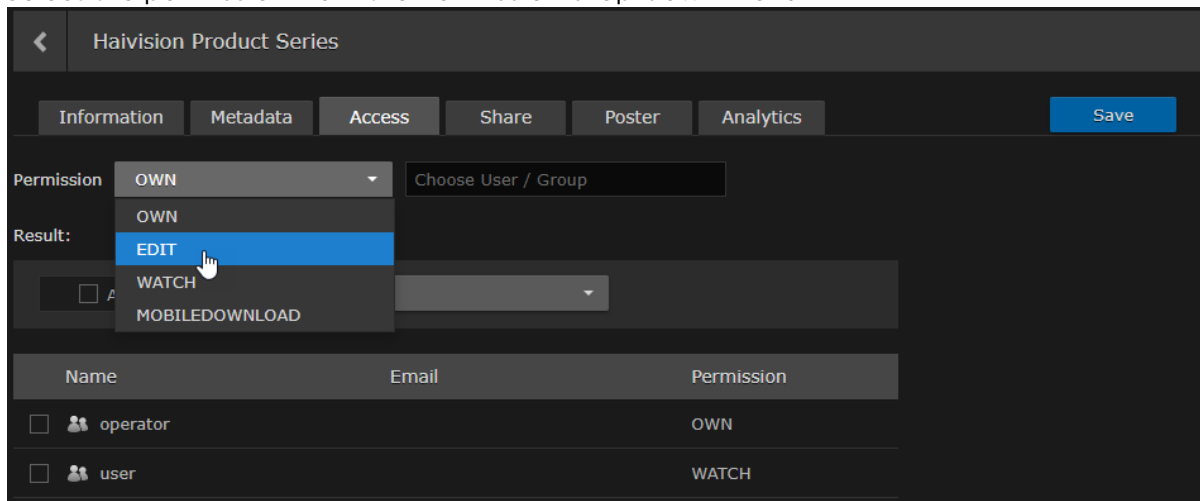 Haivision Product Series
Information Metadata Access Share Poster Analytics Save
Permission OWN Choose User / Group
OWN
Result:
EDIT
WATCH
A
MOBILEDOWNLOAD
Name Email Permission
operator OWN
user WATCH